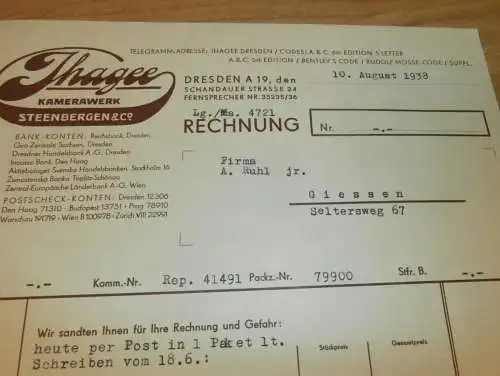 TELEGRAMM-ADRESSE: IHAGEE DRESDEN / CODES: A.B.C. 6th EDITION 5 LETTER
A.B.C. 5th EDITION / BENTLEY'S CODE / RUDOLF MOSSE-CODE / SUPPL.
Ihagee
KAMERAWERK
STEENBERGEN & CO
DRESDEN A 19, den 10. August 1938
SCHANDAUER STRASSE 24
FERNSPRECHER NR. 35235/36
Lg./Ms. 4721
RECHNUNG
Nr. -.-
BANK-KONTEN: Reichsbank, Dresden
Giro-Zentrale Sachsen, Dresden
Dresdner Handelsbank A.-G., Dresden
Incasso Bank, Den Haag
Aktiebolaget Svenska Handelsbanken, Stockholm 16
Živnostenská Banka Teplitz-Schönau
Zentral-Europäische Länderbank A.-G., Wien
POSTSCHECK-KONTEN: Dresden 12306
Den Haag 71310 · Budapest 13751 · Prag 78910
Warschau 191719 · Wien B 100978 · Zürich VIII 22991
Firma
A. Ruhl jr.
Giessen
Seltersweg 67
-.- Komm.-Nr. Rep. 41491 Packz.-Nr. 79900 Stfr. B. -.-
Wir sandten Ihnen für Ihre Rechnung und Gefahr:
heute per Post in 1 Paket lt.
Schreiben vom 18.6.:
Stückpreis
Gesamtpreis